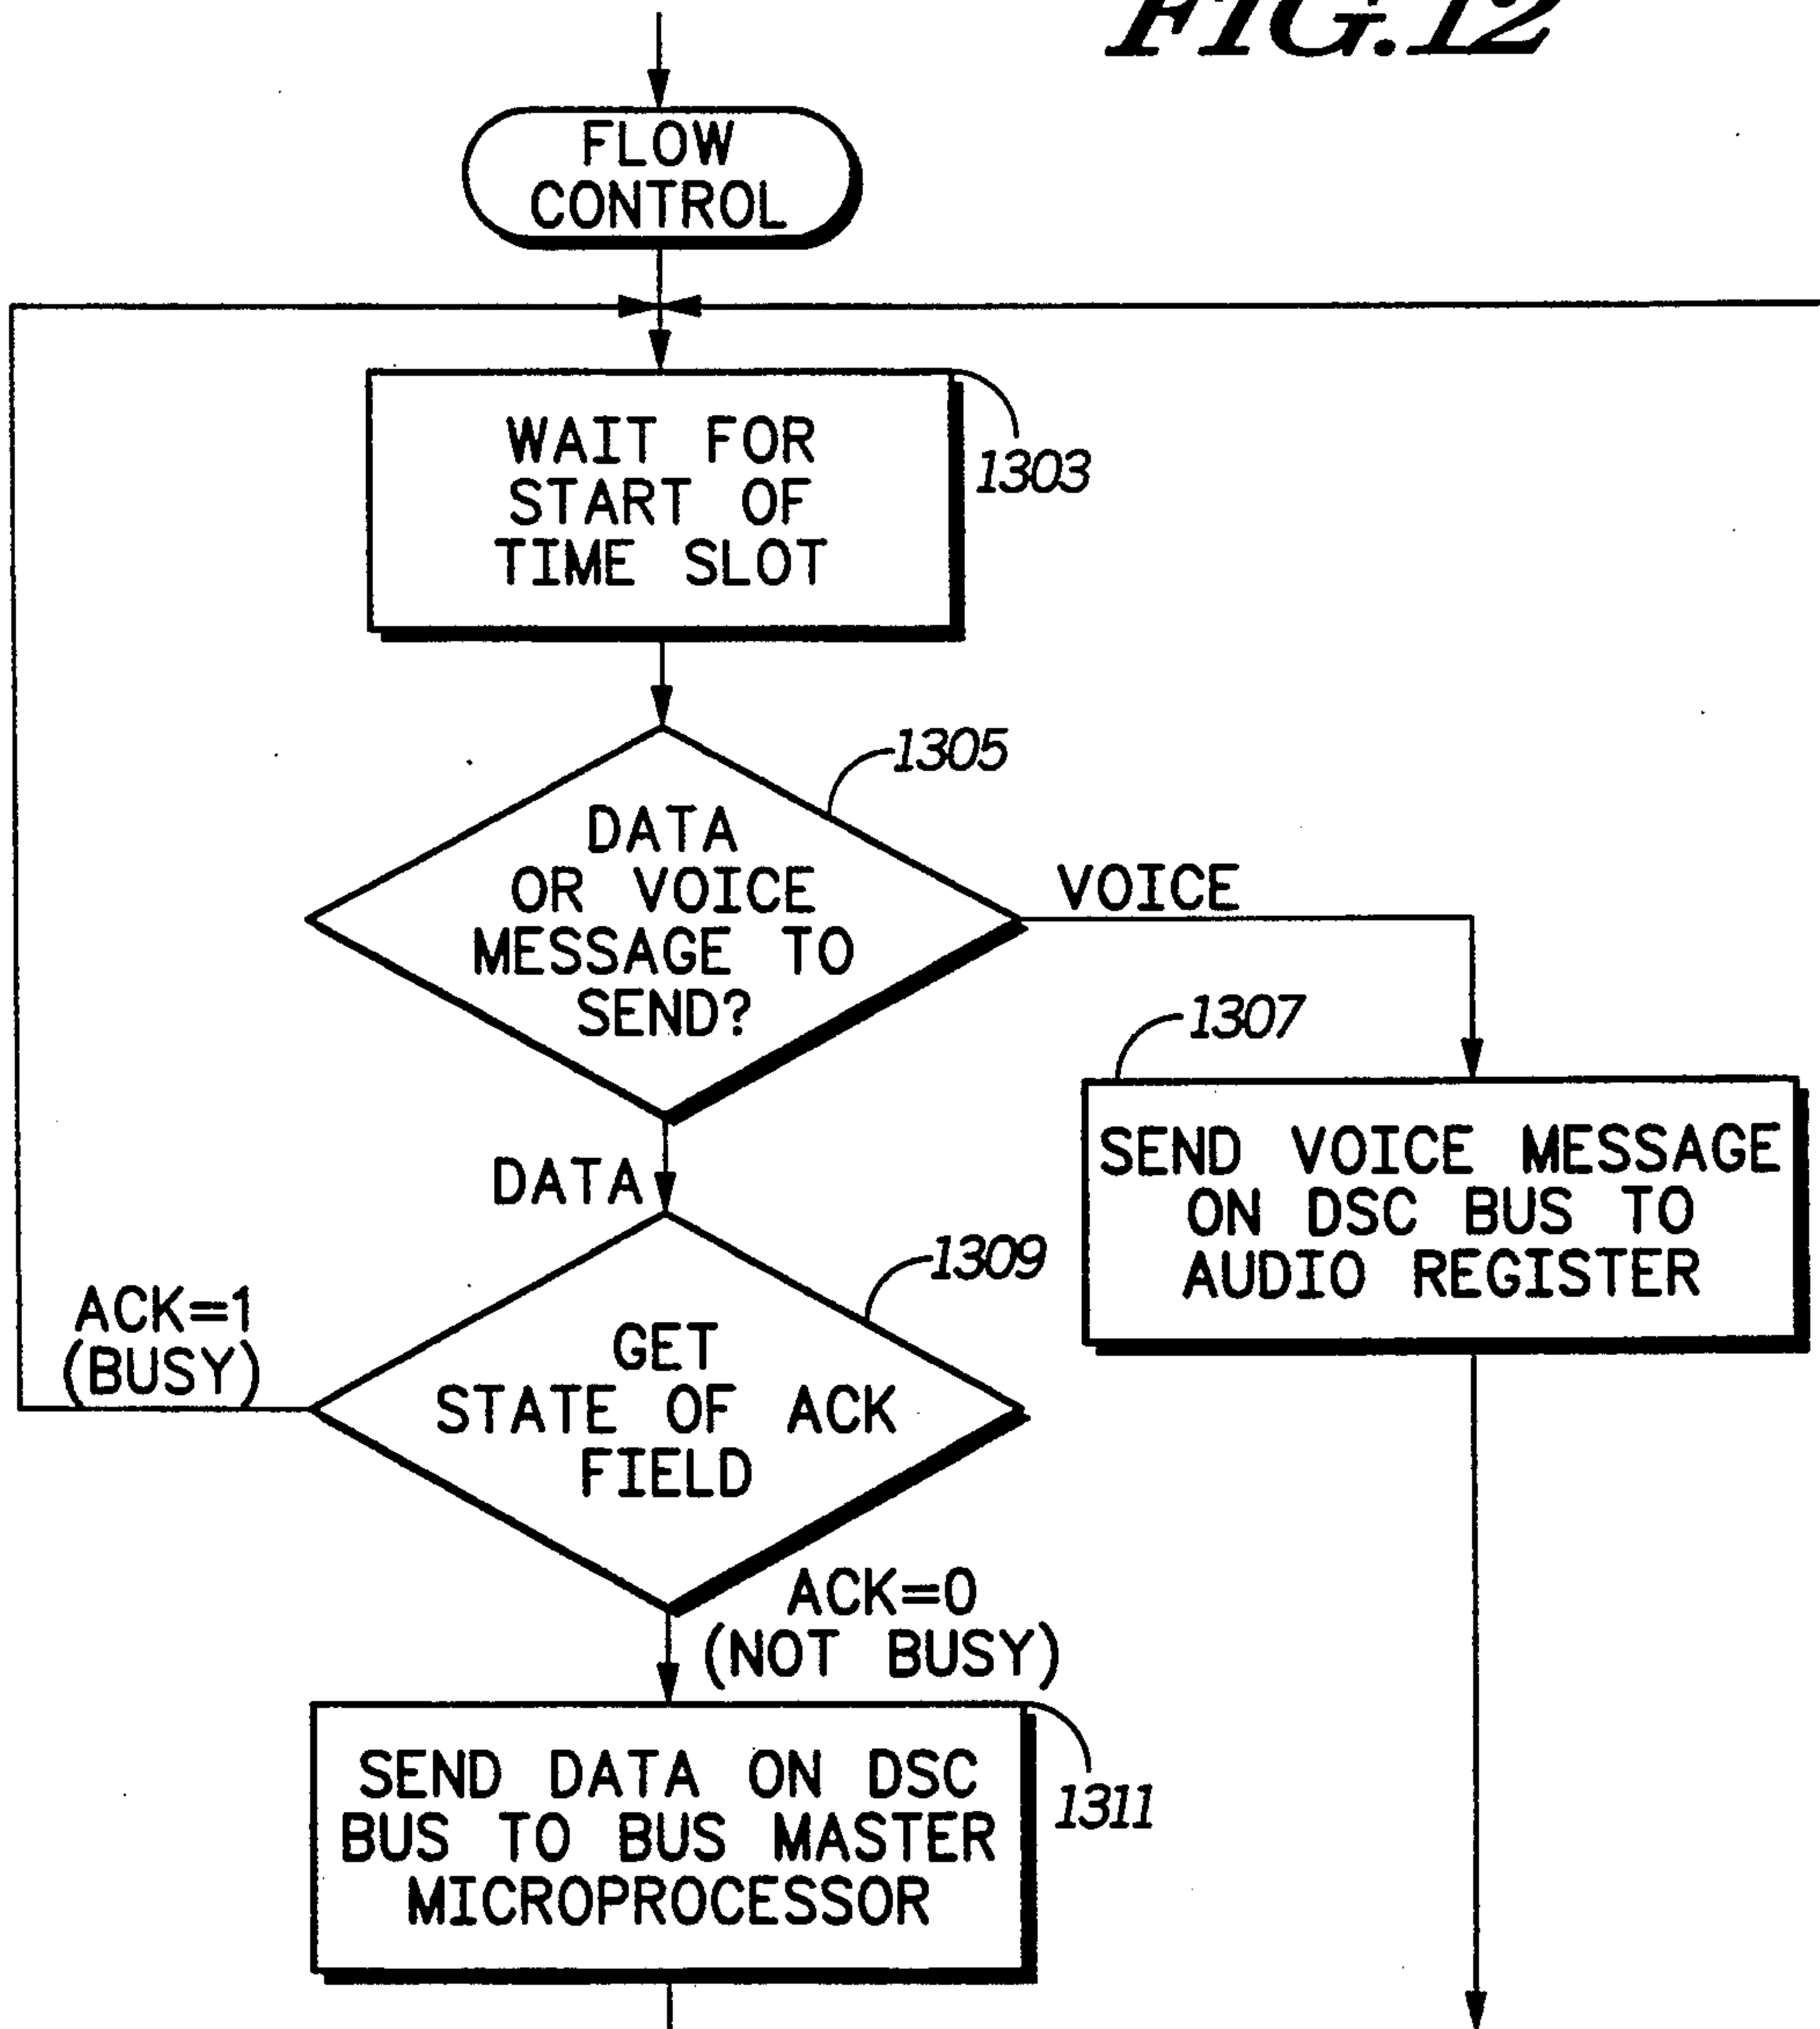 FIG.12
FLOW
CONTROL
WAIT FOR
START OF
TIME SLOT
1303
1305
DATA
OR VOICE
MESSAGE TO
SEND?
VOICE
1307
SEND VOICE MESSAGE
ON DSC BUS TO
AUDIO REGISTER
DATA
1309
GET
STATE OF ACK
FIELD
ACK=1
(BUSY)
ACK=0
(NOT BUSY)
SEND DATA ON DSC
BUS TO BUS MASTER
MICROPROCESSOR
1311